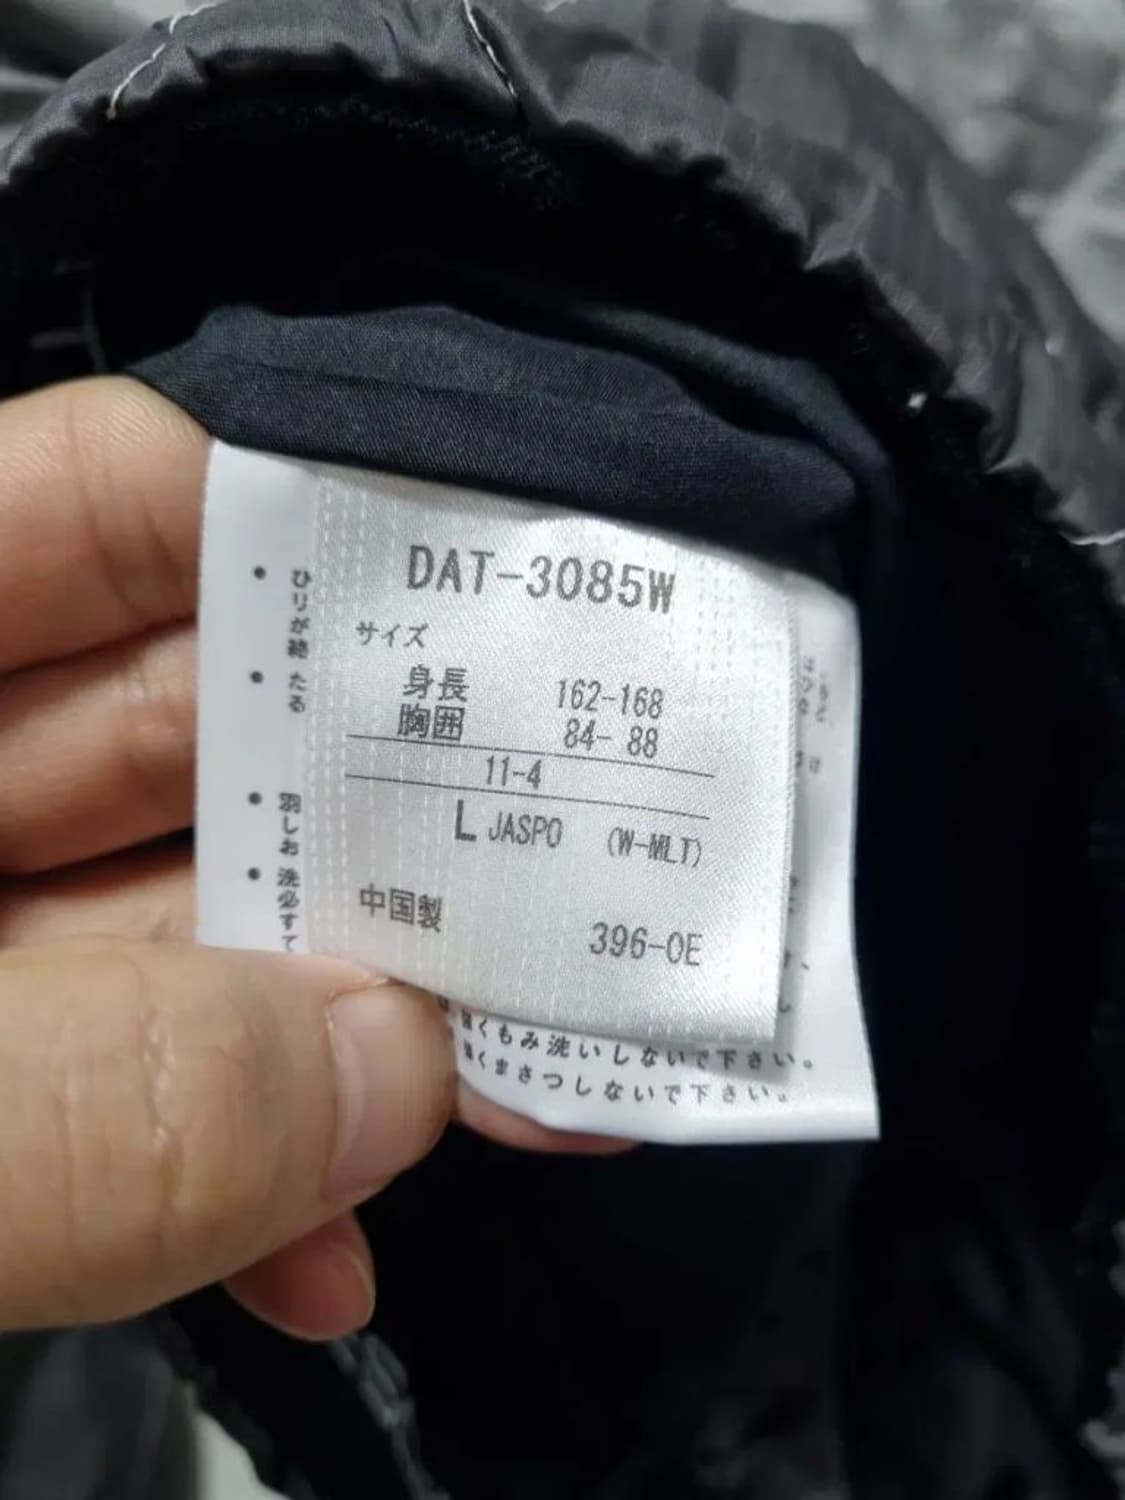 DAT-3085W
サイズ
身長 162-168
胸囲 84- 88
11-4
L JASPO (W-MLT)
中国製
396-0E
くもみ洗いしないで下さい。
くまさつしないで下さい。